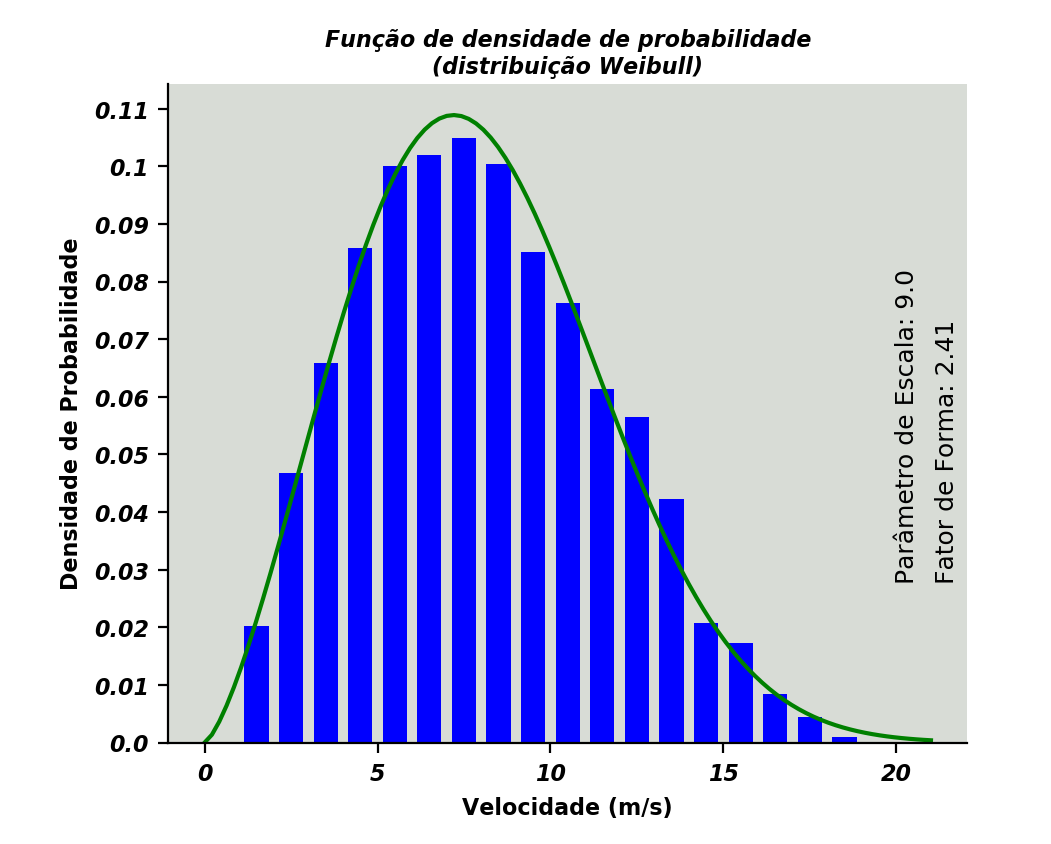 Função de densidade de probabilidade
(distribuição Weibull)
Densidade de Probabilidade
0.11
0.1
0.09
0.08
0.07
0.06
0.05
0.04
0.03
0.02
0.01
0.0
0
5
10
15
20
Velocidade (m/s)
Parâmetro de Escala: 9.0
Fator de Forma: 2.41